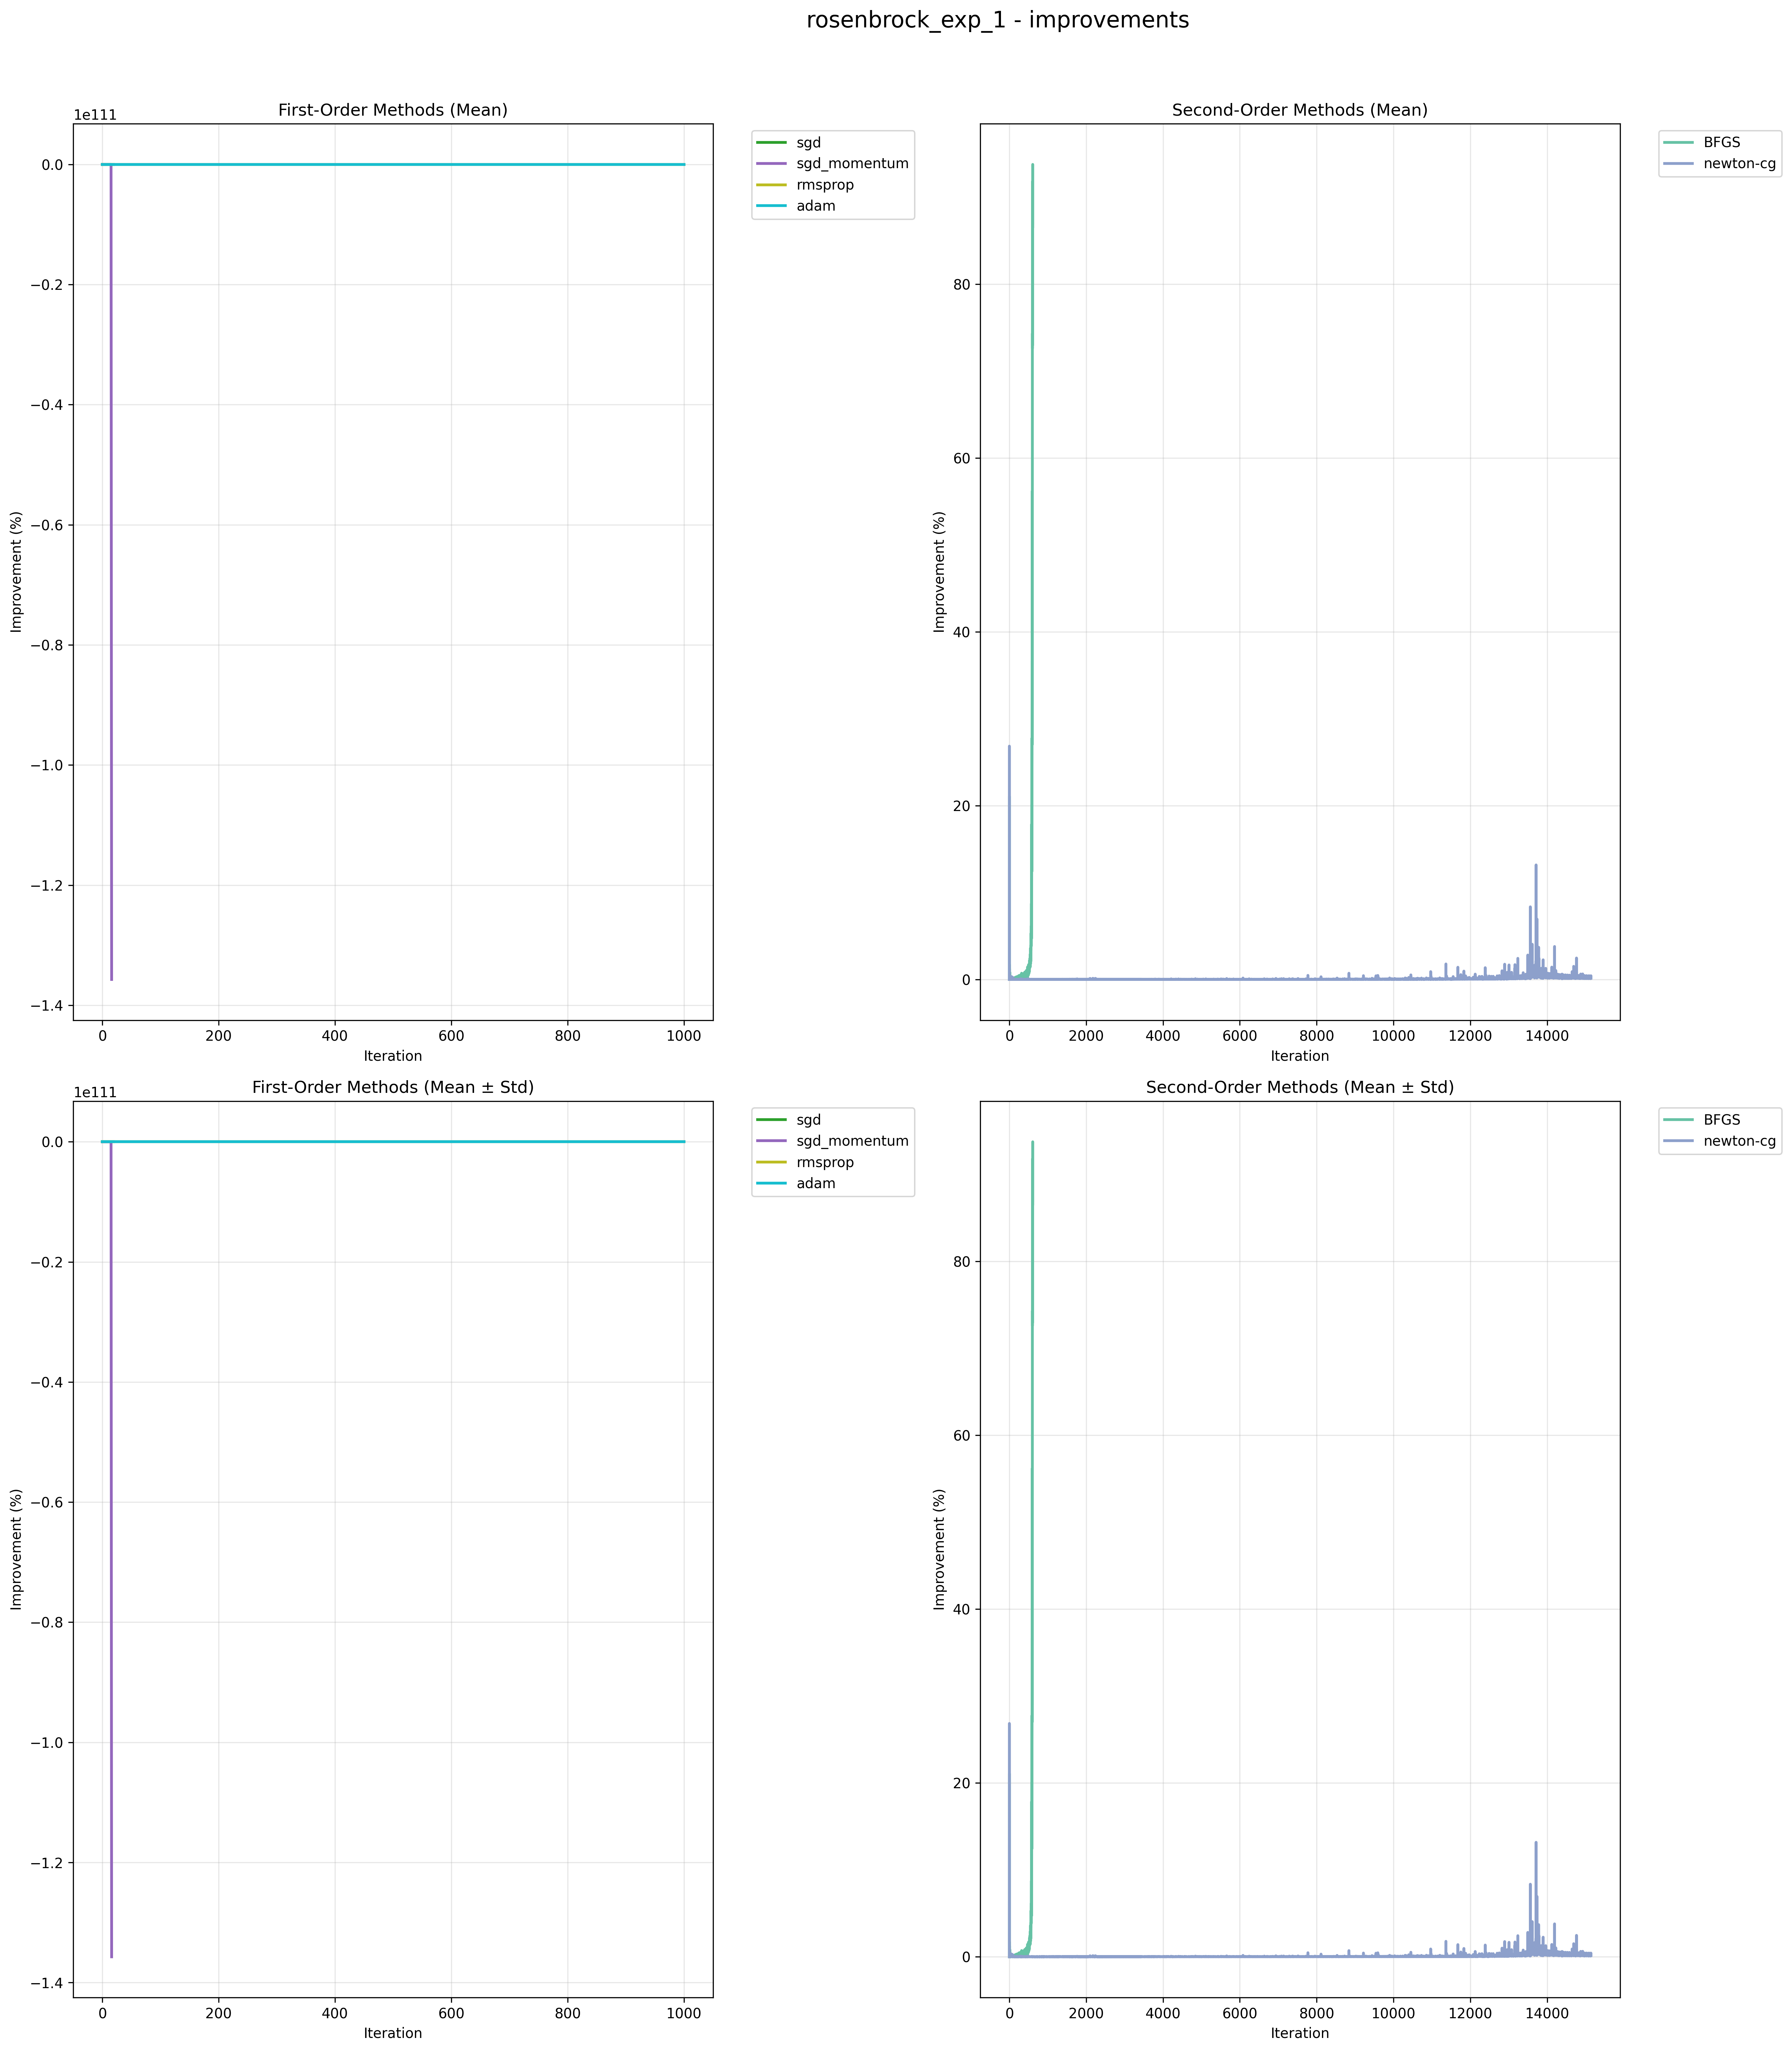 rosenbrock_exp_1 - improvements
First-Order Methods (Mean)
1e111
0.0
−0.2
−0.4
−0.6
−0.8
−1.0
−1.2
−1.4
Improvement (%)
0 200 400 600 800 1000
Iteration
sgd
sgd_momentum
rmsprop
adam
Second-Order Methods (Mean)
80
60
40
20
0
Improvement (%)
0 2000 4000 6000 8000 10000 12000 14000
Iteration
BFGS
newton-cg
First-Order Methods (Mean ± Std)
1e111
0.0
−0.2
−0.4
−0.6
−0.8
−1.0
−1.2
−1.4
Improvement (%)
0 200 400 600 800 1000
Iteration
sgd
sgd_momentum
rmsprop
adam
Second-Order Methods (Mean ± Std)
80
60
40
20
0
Improvement (%)
0 2000 4000 6000 8000 10000 12000 14000
Iteration
BFGS
newton-cg